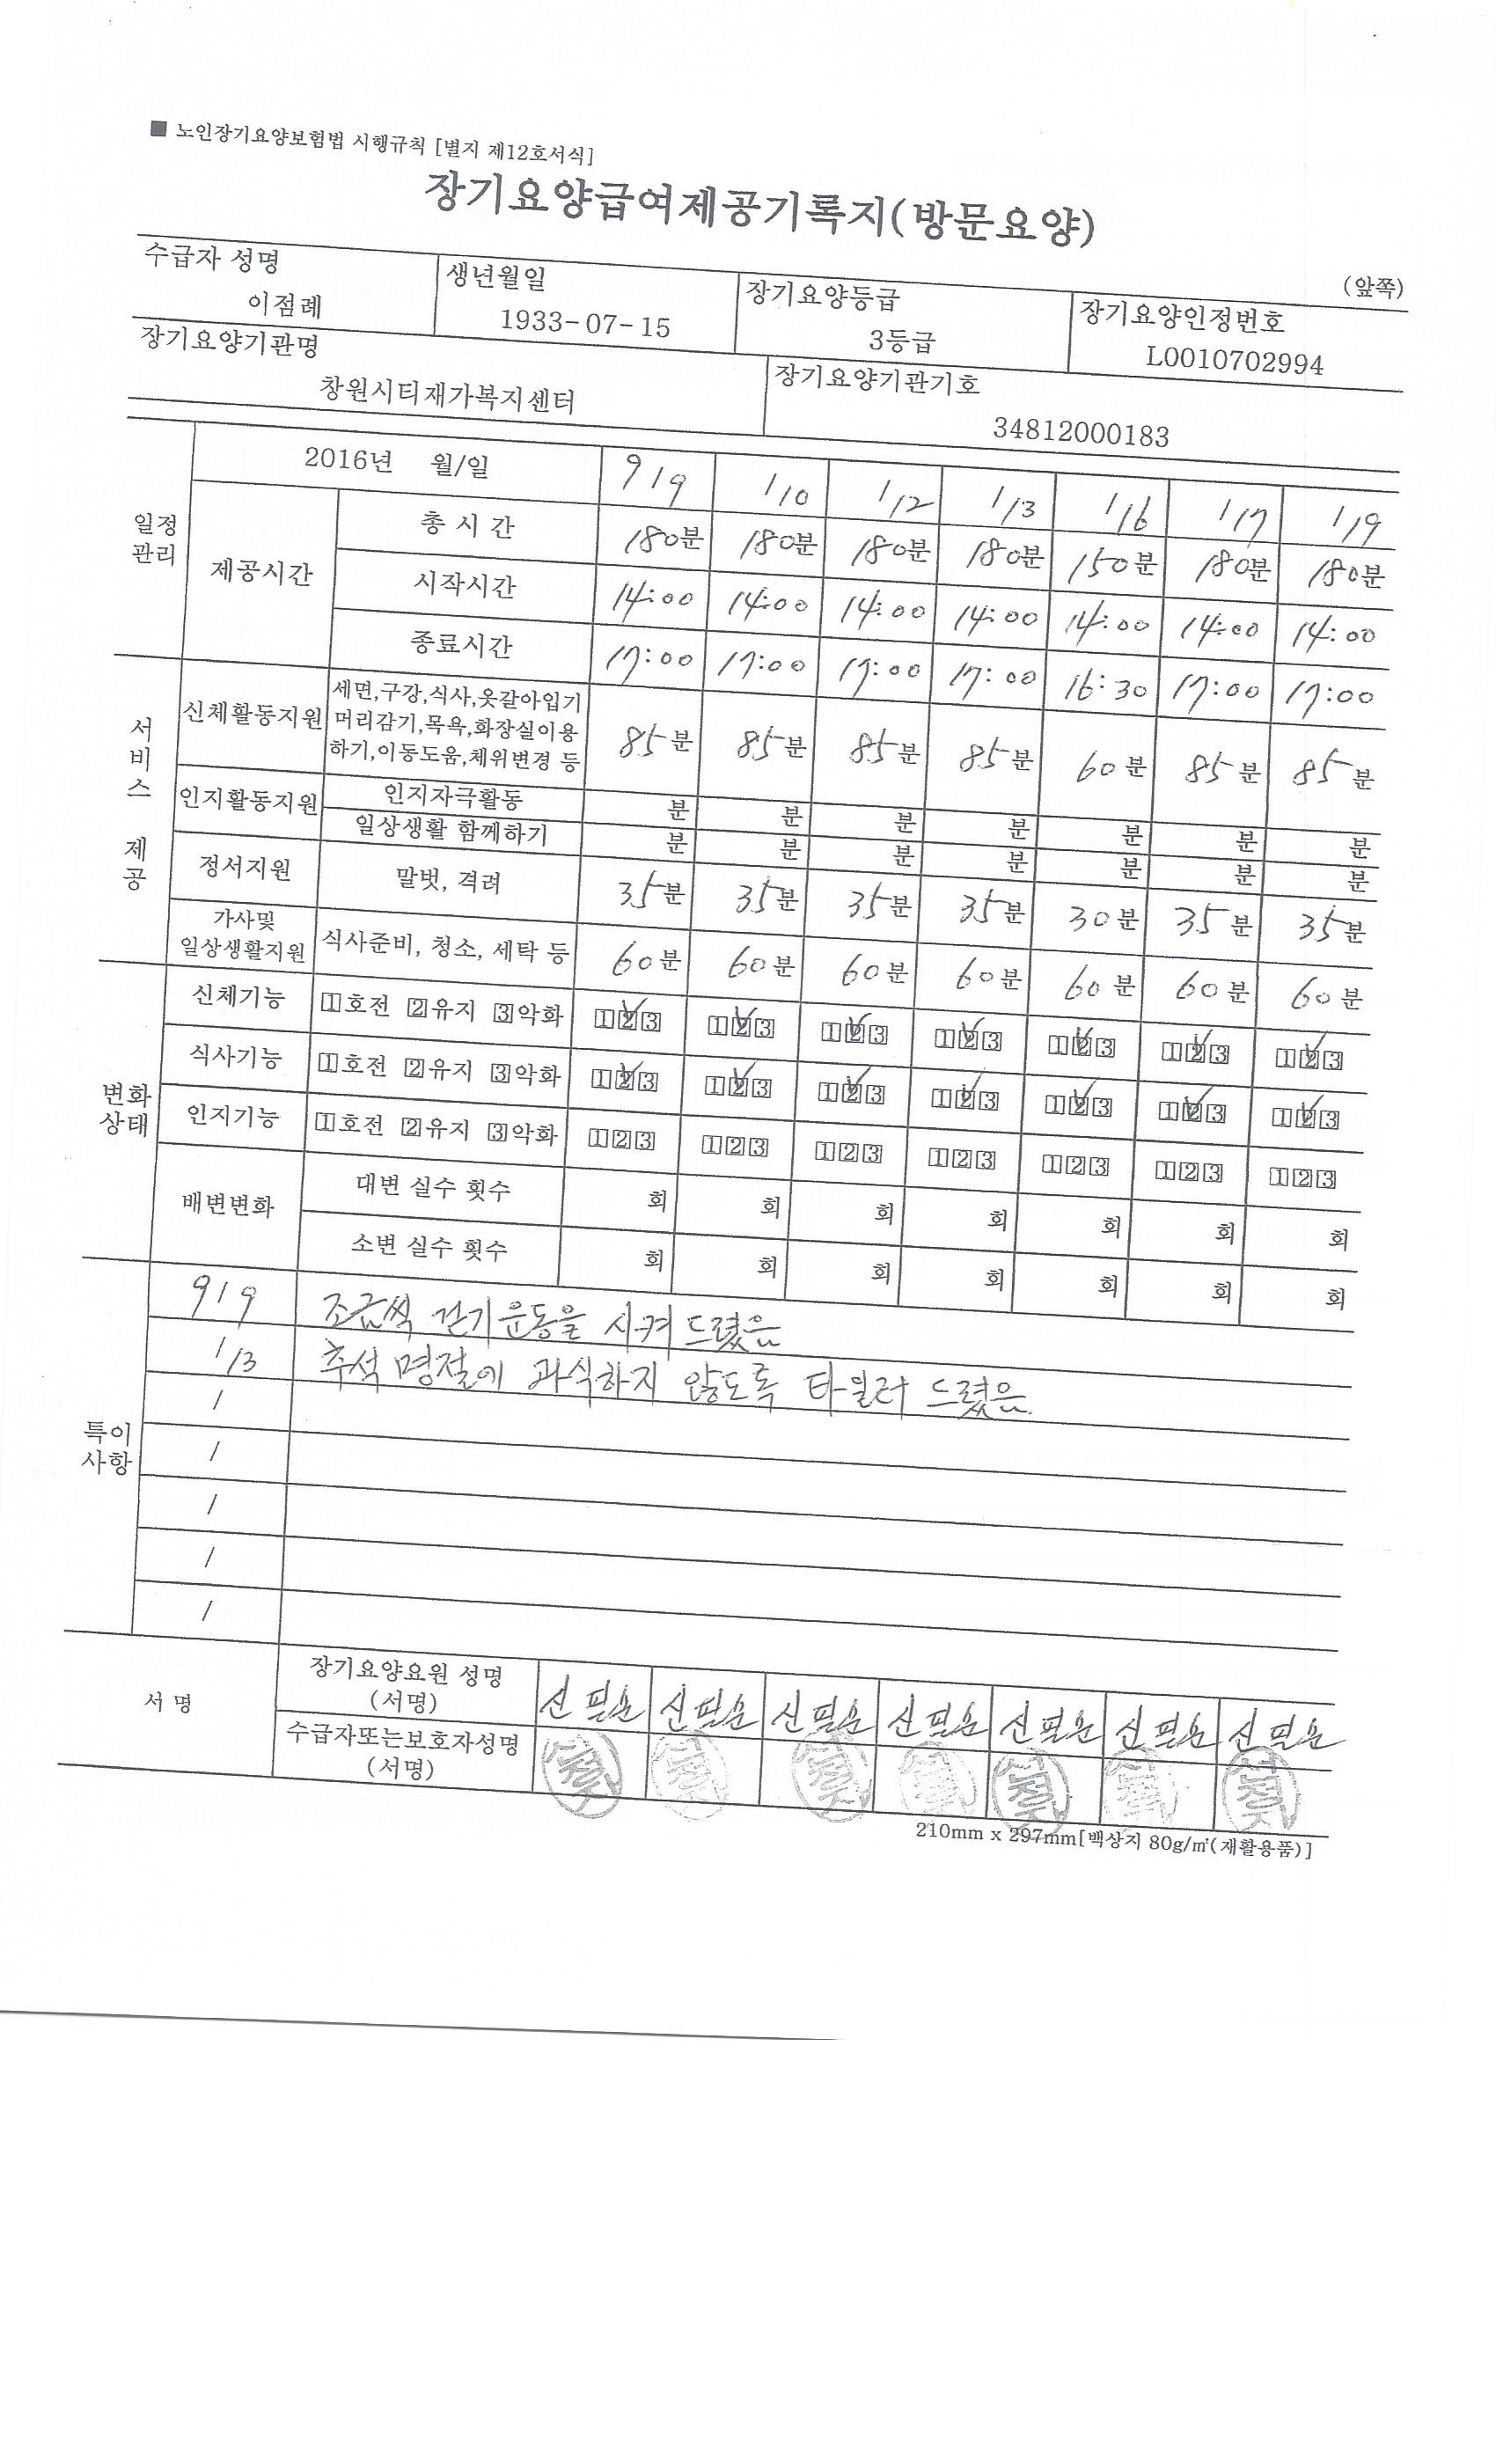 ■ 노인장기요양보험법 시행규칙 [별지 제12호서식]
장기요양급여제공기록지(방문요양)
(앞쪽)
수급자 성명 생년월일 장기요양등급 장기요양인정번호
이점례 1933-07-15 3등급 L0010702994
장기요양기관명 장기요양기관기호
창원시티재가복지센터 34812000183
일정관리 2016년 월/일 9/9 /10 /12 /13 /16 /17 /19
제공시간 총 시 간 180분 180분 180분 180분 150분 180분 180분
시작시간 14:00 14:00 14:00 14:00 14:00 14:00 14:00
종료시간 17:00 17:00 17:00 17:00 16:30 17:00 17:00
서비스 제공
신체활동지원 세면,구강,식사,옷갈아입기
머리감기,목욕,화장실이용
하기,이동도움,체위변경 등
85분 85분 85분 85분 60분 85분 85분
인지활동지원 인지자극활동 분 분 분 분 분 분 분
일상생활 함께하기 분 분 분 분 분 분 분
정서지원 말벗, 격려 35분 35분 35분 35분 30분 35분 35분
가사및
일상생활지원 식사준비, 청소, 세탁 등 60분 60분 60분 60분 60분 60분 60분
변화상태
신체기능 1호전 2유지 3악화 123 123 123 123 123 123 123
식사기능 1호전 2유지 3악화 123 123 123 123 123 123 123
인지기능 1호전 2유지 3악화 123 123 123 123 123 123 123
배변변화 대변 실수 횟수 회 회 회 회 회 회 회
소변 실수 횟수 회 회 회 회 회 회 회
특이사항
9/9 조금씩 걷기운동을 시켜 드렸음
/13 추석 명절에 과식하지 않도록 타일러 드렸음.
/
/
/
/
/
서 명
장기요양요원 성명
(서명)
신필순 신필순 신필순 신필순 신필순 신필순 신필순
수급자또는보호자성명
(서명)
210mm x 297mm[백상지 80g/㎡(재활용품)]